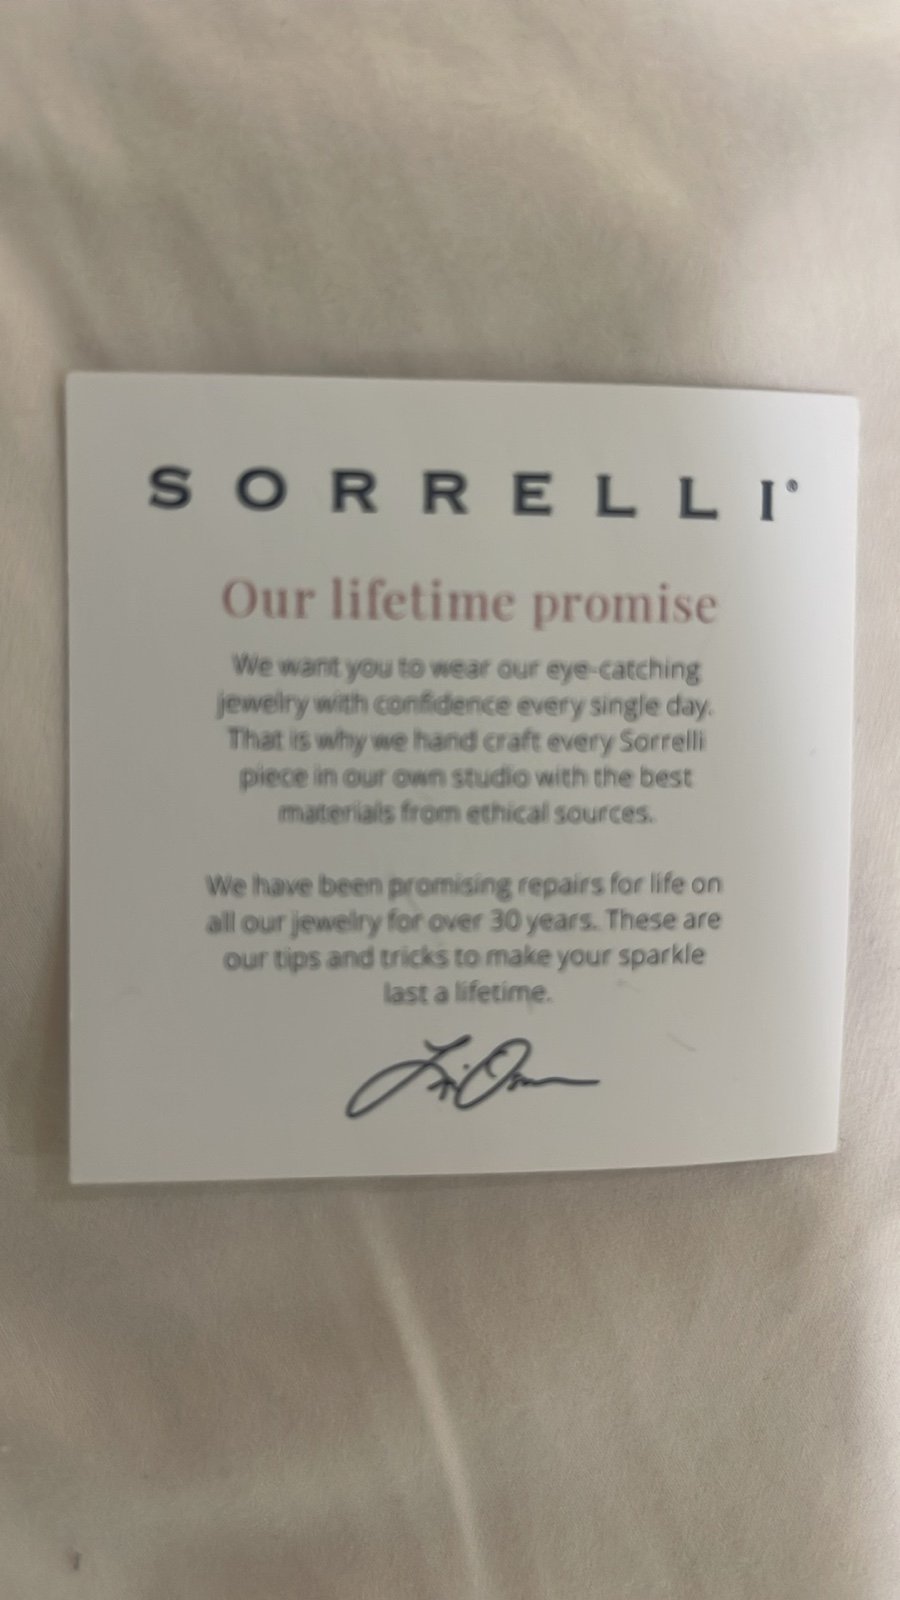 SORRELLI®
Our lifetime promise
We want you to wear our eye-catching
jewelry with confidence every single day.
That is why we hand craft every Sorrelli
piece in our own studio with the best
materials from ethical sources.
We have been promising repairs for life on
all our jewelry for over 30 years. These are
our tips and tricks to make your sparkle
last a lifetime.